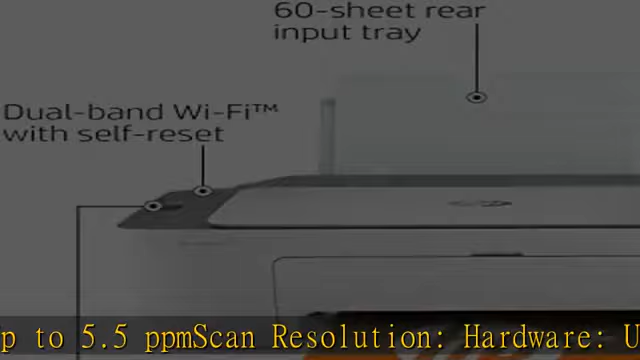 60-sheet rear
input tray
Dual-band Wi-Fi™
with self-reset
to 5.5 ppmScan Resolution: Hardware: